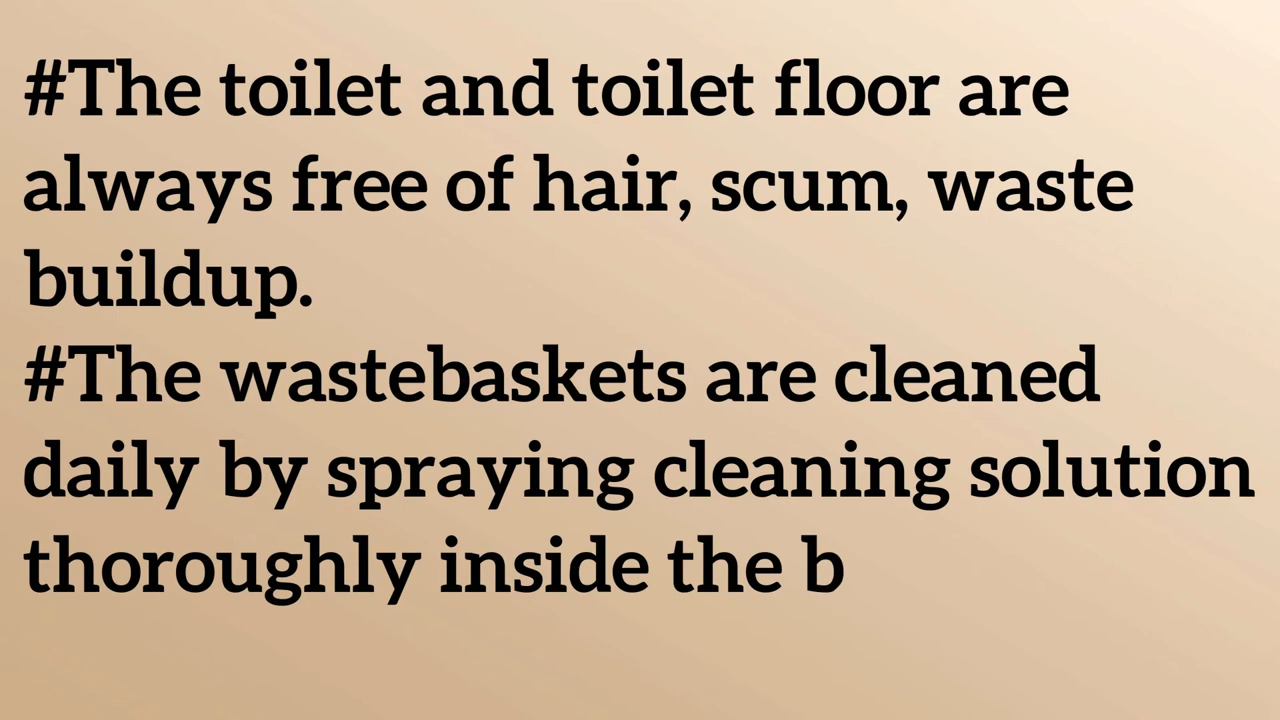 #The toilet and toilet floor are
always free of hair, scum, waste
buildup.
#The wastebaskets are cleaned
daily by spraying cleaning solution
thoroughly inside the b